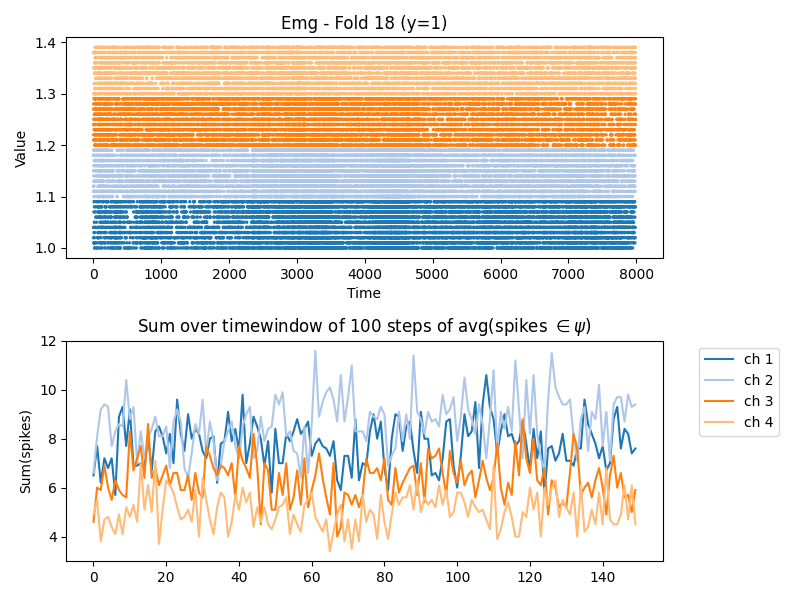 Emg - Fold 18 (y=1)
1.4
1.3
1.2
1.1
1.0
Value
0 1000 2000 3000 4000 5000 6000 7000 8000
Time
Sum over timewindow of 100 steps of avg(spikes ∈ψ)
12
10
8
6
4
Sum(spikes)
0 20 40 60 80 100 120 140
ch 1
ch 2
ch 3
ch 4